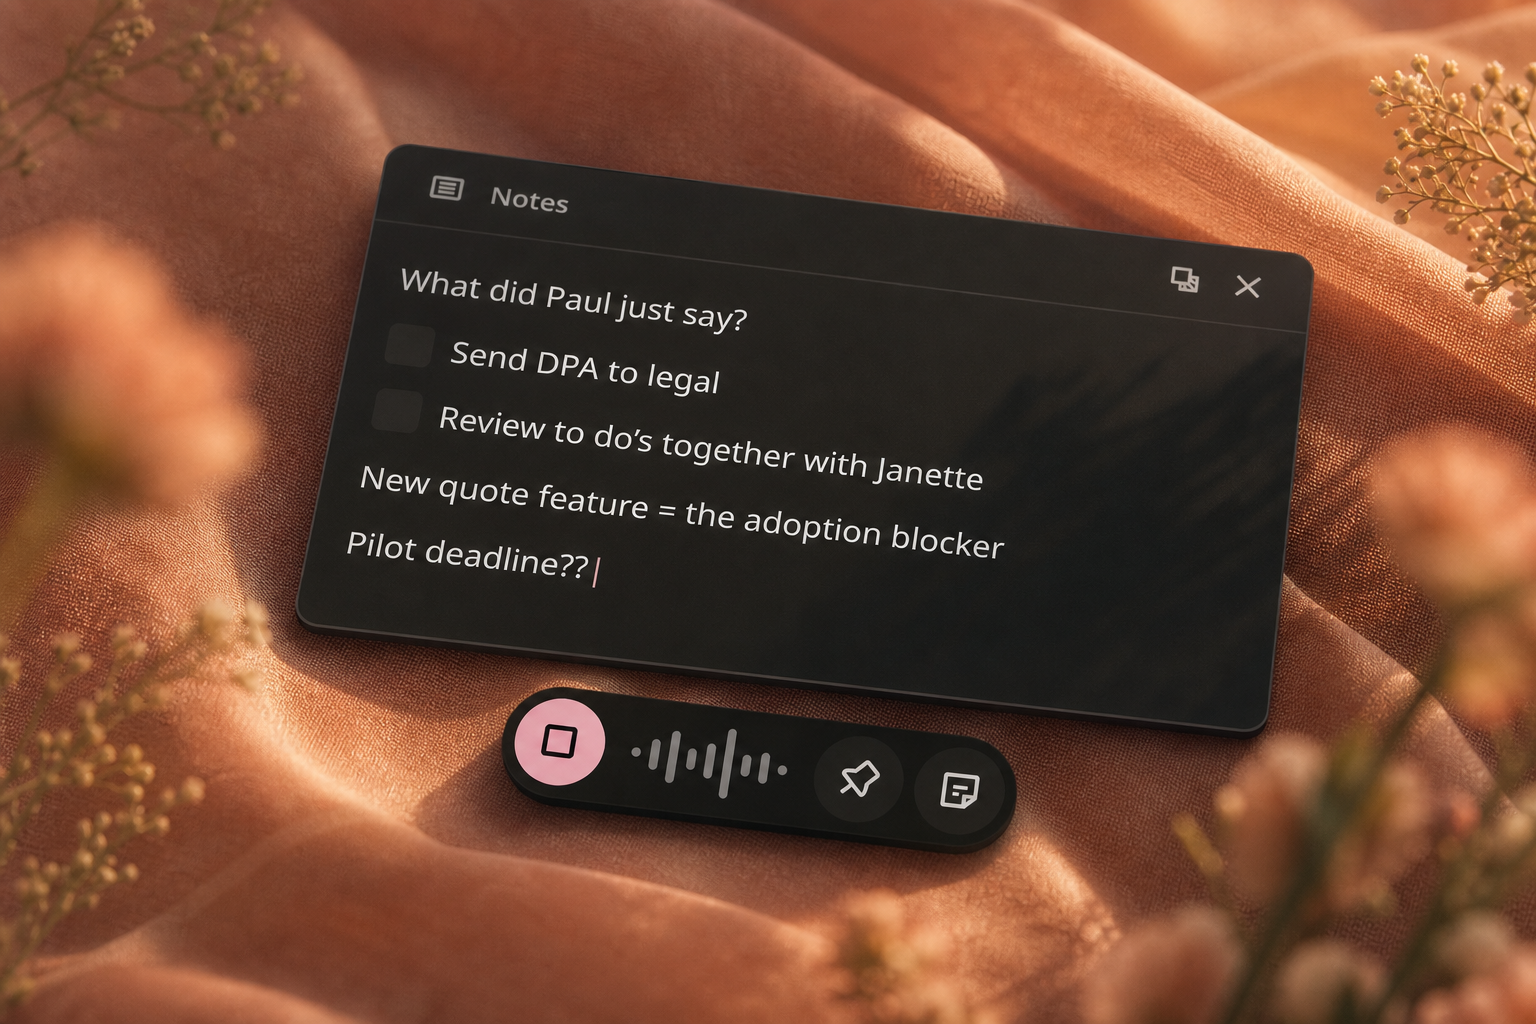 Notes
What did Paul just say?
Send DPA to legal
Review to do’s together with Janette
New quote feature = the adoption blocker
Pilot deadline??